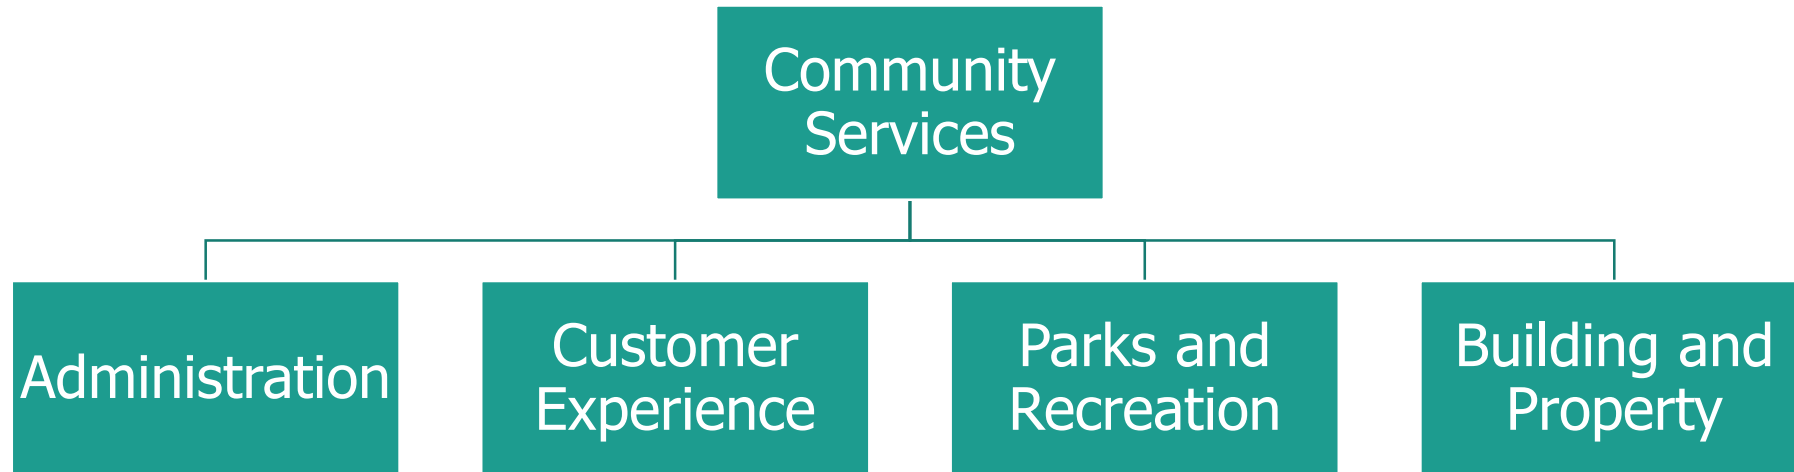 Community
Services
Administration
Customer
Experience
Parks and
Recreation
Building and
Property